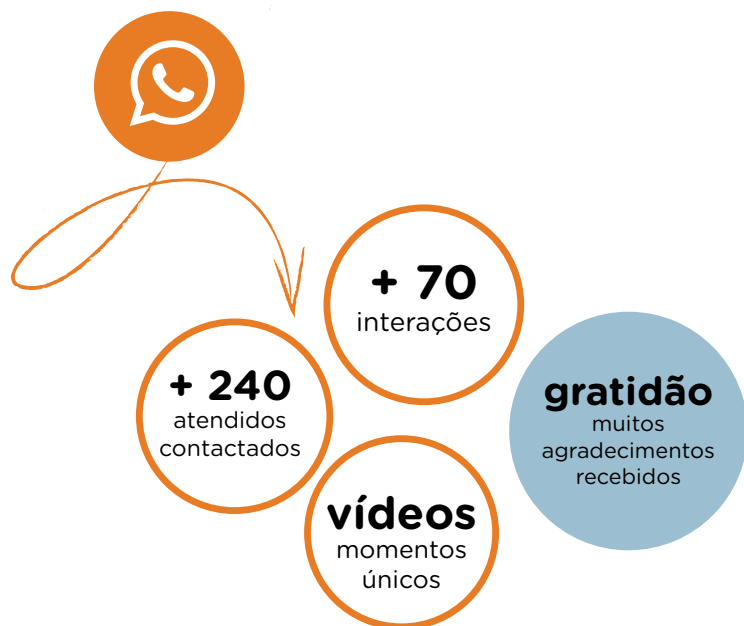 + 70
interações
+ 240
atendidos
contactados
gratidão
muitos
agradecimentos
recebidos
vídeos
momentos
únicos